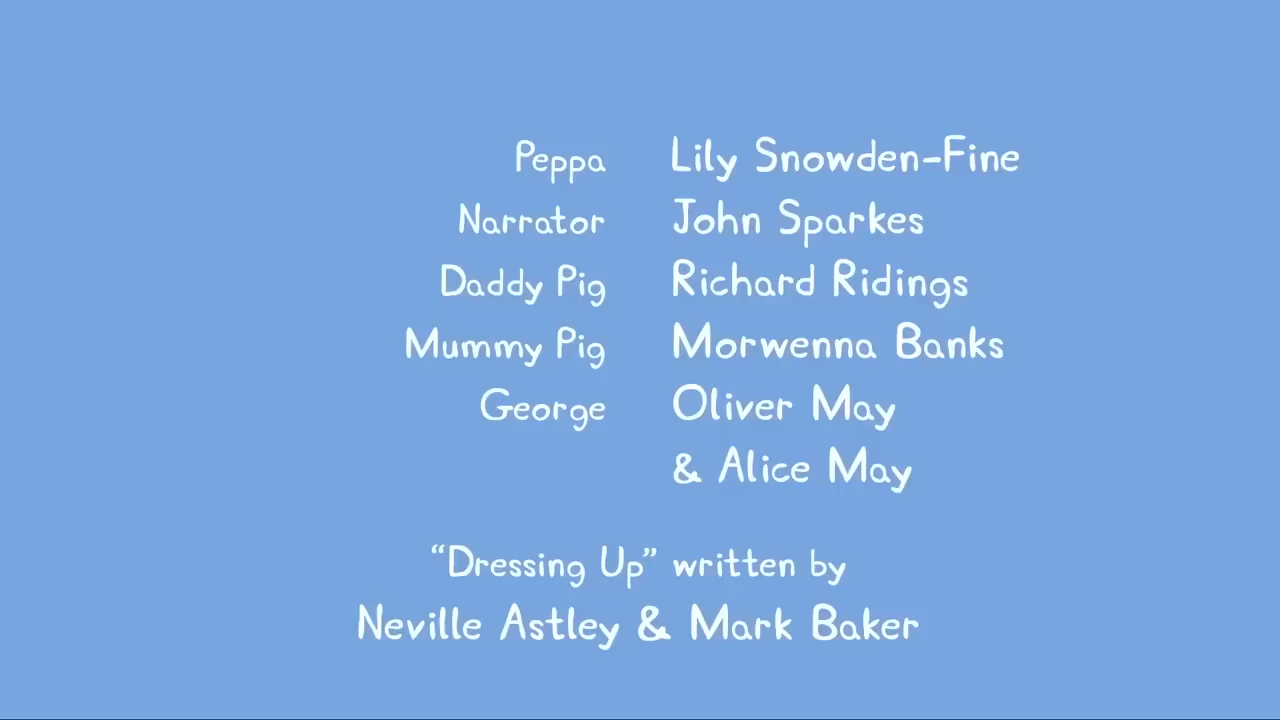 Peppa Lily Snowden-Fine
Narrator John Sparkes
Daddy Pig Richard Ridings
Mummy Pig Morwenna Banks
George Oliver May
& Alice May
“Dressing Up” written by
Neville Astley & Mark Baker